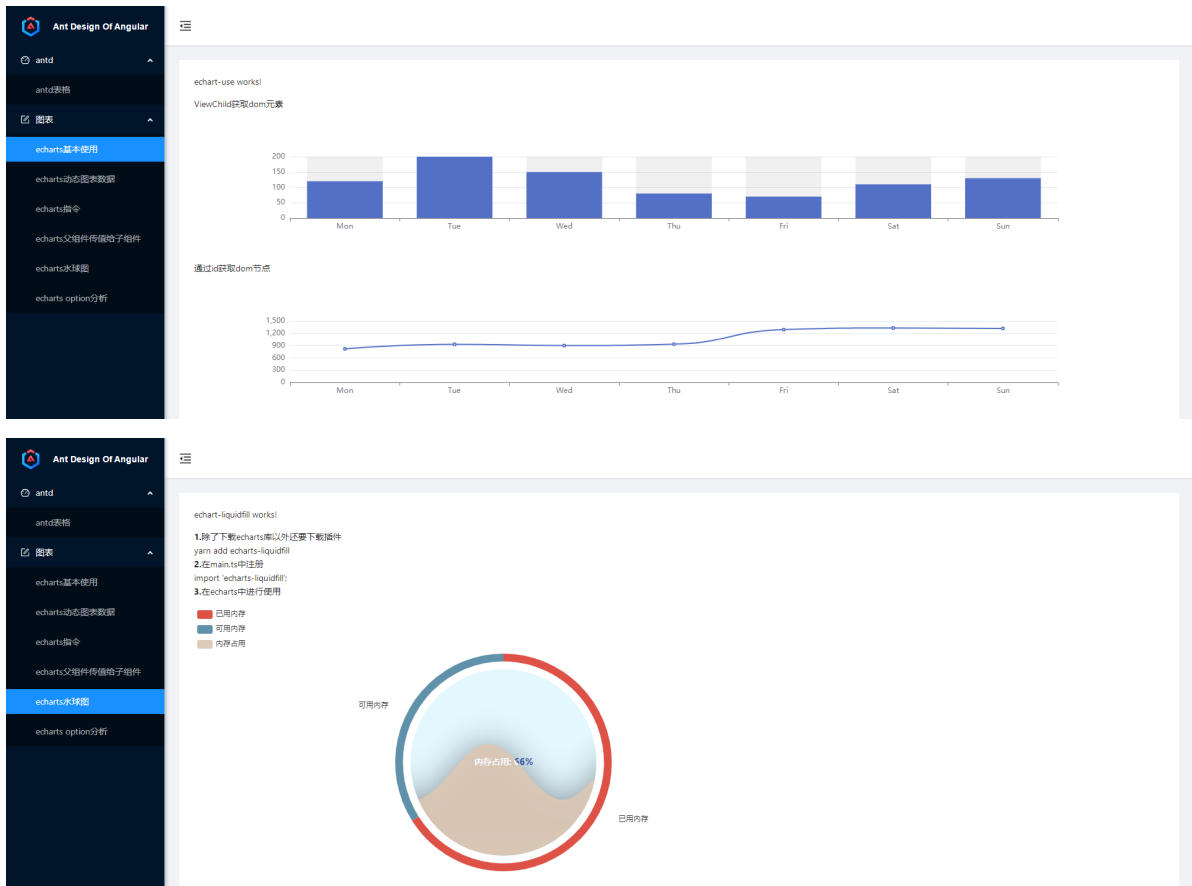 Ant Design Of Angular
antd
antd表格
图表
echarts基本使用
echarts动态图表数据
echarts指令
echarts父组件传值给子组件
echarts水球图
echarts option分析
echart-use works!
ViewChild获取dom元素
200
150
100
50
0
Mon Tue Wed Thu Fri Sat Sun
通过id获取dom节点
1,500
1,200
900
600
300
0
Mon Tue Wed Thu Fri Sat Sun
Ant Design Of Angular
antd
antd表格
图表
echarts基本使用
echarts动态图表数据
echarts指令
echarts父组件传值给子组件
echarts水球图
echarts option分析
echart-liquidfill works!
1.除了下载echarts库以外还要下载插件
yarn add echarts-liquidfill
2.在main.ts中注册
import 'echarts-liquidfill';
3.在echarts中进行使用
已用内存
可用内存
内存占用
可用内存
内存占用: 66%
已用内存